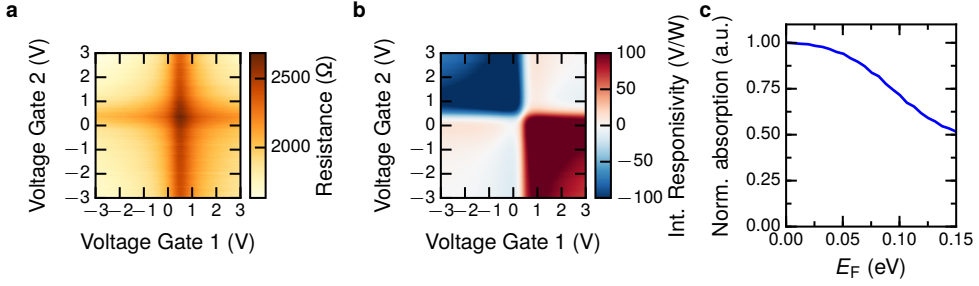 a
Voltage Gate 2 (V)
3
2
1
0
−1
−2
−3
−3−2−1 0 1 2 3
Voltage Gate 1 (V)
2500
2000
Resistance (Ω)
b
Voltage Gate 2 (V)
3
2
1
0
−1
−2
−3
−3−2−1 0 1 2 3
Voltage Gate 1 (V)
100
50
0
−50
−100
Int. Responisivity (V/W)
c
Norm. absorption (a.u.)
1.00
0.75
0.50
0.25
0.00
0.00 0.05 0.10 0.15
E_F (eV)